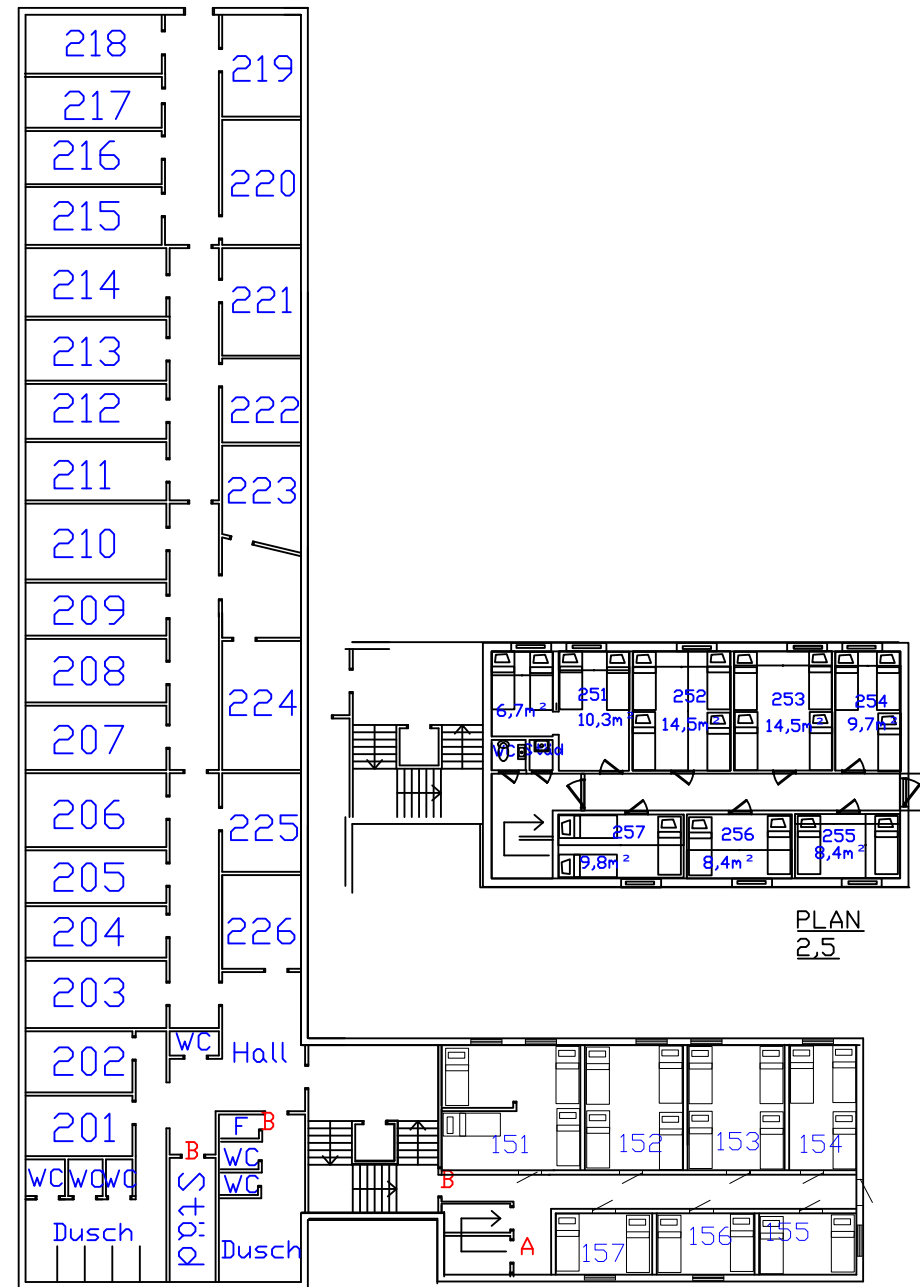 218
219
217
216
220
215
214
221
213
212
222
211
223
210
209
208
224
207
206
225
205
204
226
203
WC
Hall
202
201
F
B
B
WC
WC
WC
WC
WC
Städ
Dusch
Dusch
6,7m²
251
10,3m²
252
14,5m²
253
14,5m²
254
9,7m²
WC
Städ
257
9,8m²
256
8,4m²
255
8,4m²
PLAN
2,5
151
152
153
154
B
A
157
156
155